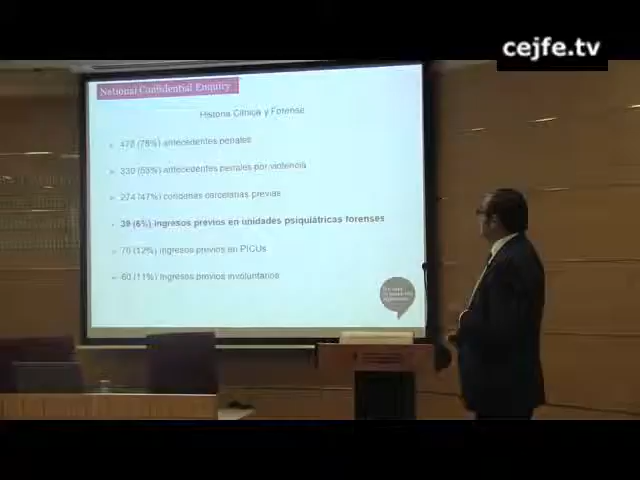 cejfe.tv
National Confidential Enquiry
Historia Clínica y Forense
478 (78%) antecedentes penales
330 (53%) antecedentes penales por violencia
274 (47%) condenas carcelarias previas
39 (6%) ingresos previos en unidades psiquiátricas forenses
76 (12%) ingresos previos en PICUs
60 (11%) ingresos previos involuntarios